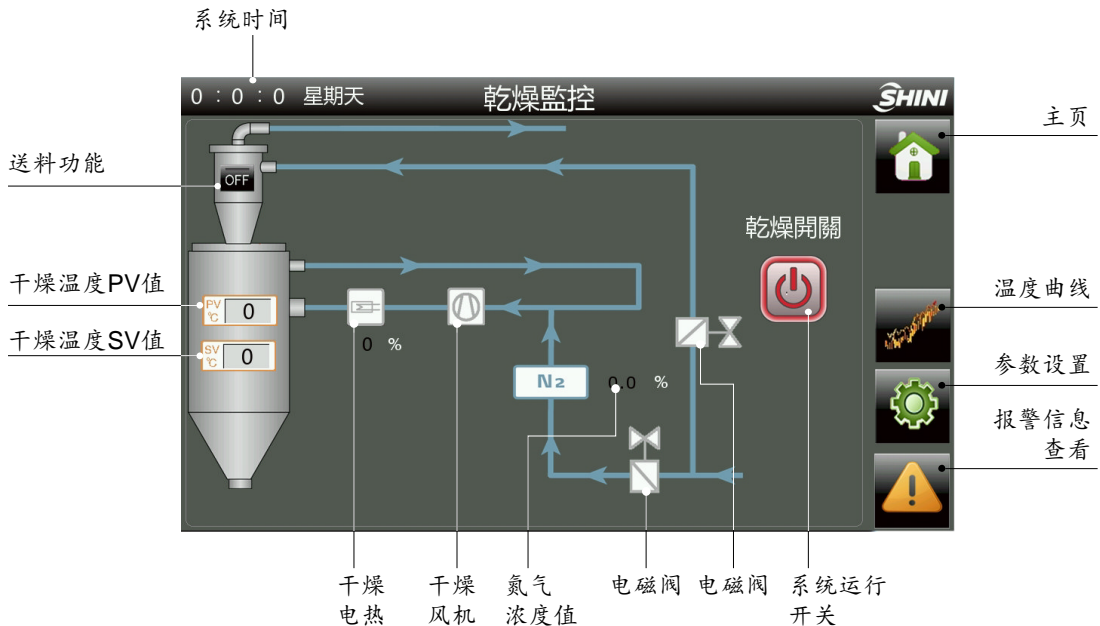 系统时间
0 : 0 : 0 星期天 乾燥監控 SHINI
主页
送料功能
OFF
乾燥開關
干燥温度PV值
PV ℃ 0
温度曲线
干燥温度SV值
SV ℃ 0
0 %
参数设置
N2 0.0 %
报警信息
查看
干燥
电热
干燥
风机
氮气
浓度值
电磁阀
电磁阀
系统运行
开关